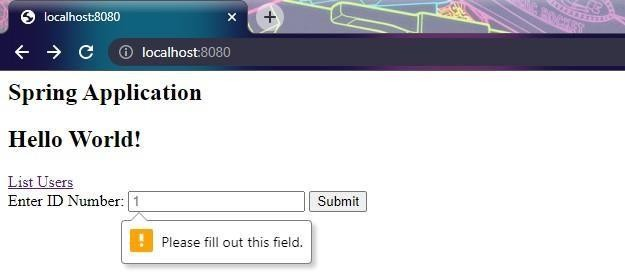 localhost:8080
localhost:8080
Spring Application
Hello World!
List Users
Enter ID Number: 1 Submit
Please fill out this field.